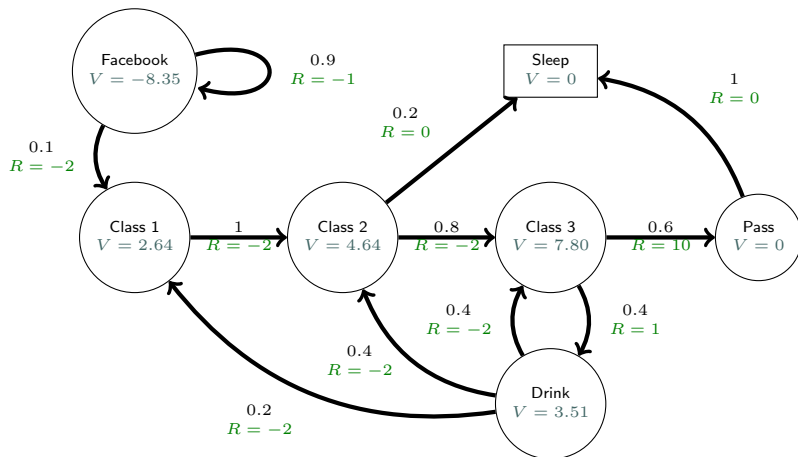 Facebook
V = −8.35
0.9
R = −1
Sleep
V = 0
1
R = 0
0.2
R = 0
0.1
R = −2
Class 1
V = 2.64
1
R = −2
Class 2
V = 4.64
0.8
R = −2
Class 3
V = 7.80
0.6
R = 10
Pass
V = 0
0.4
R = −2
0.4
R = 1
0.4
R = −2
Drink
V = 3.51
0.2
R = −2